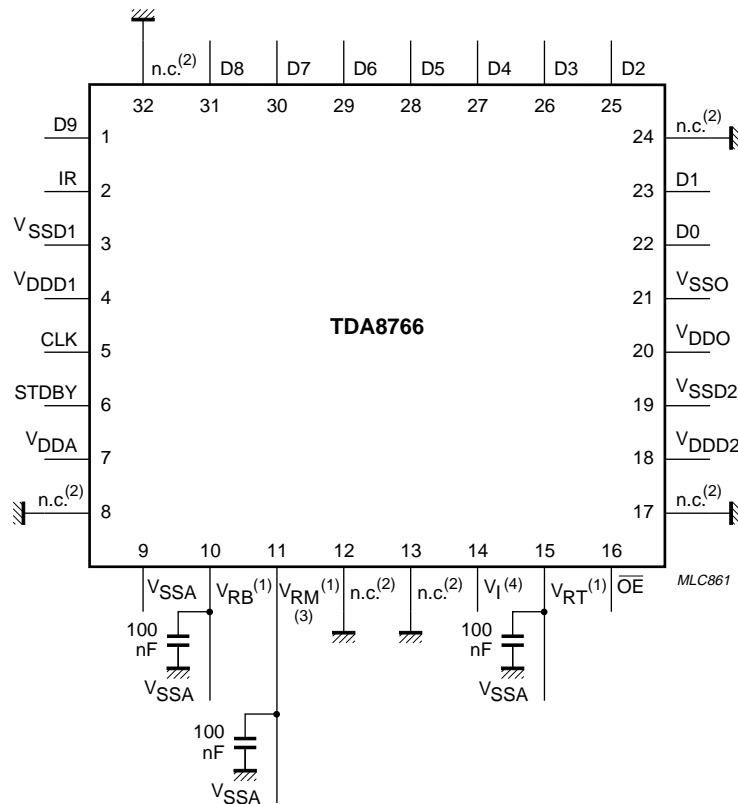 n.c.(2) D8 D7 D6 D5 D4 D3 D2
32 31 30 29 28 27 26 25
D9 1 24 n.c.(2)
IR 2 23 D1
VSSD1 3 22 D0
VDDD1 4 21 VSSO
TDA8766
CLK 5 20 VDDO
STDBY 6 19 VSSD2
VDDA 7 18 VDDD2
n.c.(2) 8 17 n.c.(2)
9 10 11 12 13 14 15 16
VSSA VRB(1) VRM(1) n.c.(2) n.c.(2) VI(4) VRT(1) OE MLC861
(3)
100 nF
VSSA
100 nF
VSSA
100 nF
VSSA